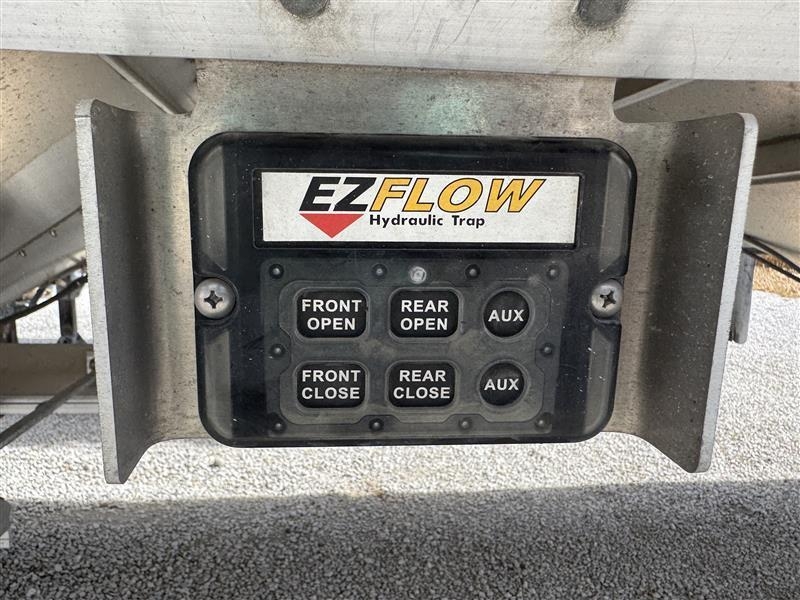 EZFLOW
Hydraulic Trap
FRONT OPEN
REAR OPEN
AUX
FRONT CLOSE
REAR CLOSE
AUX